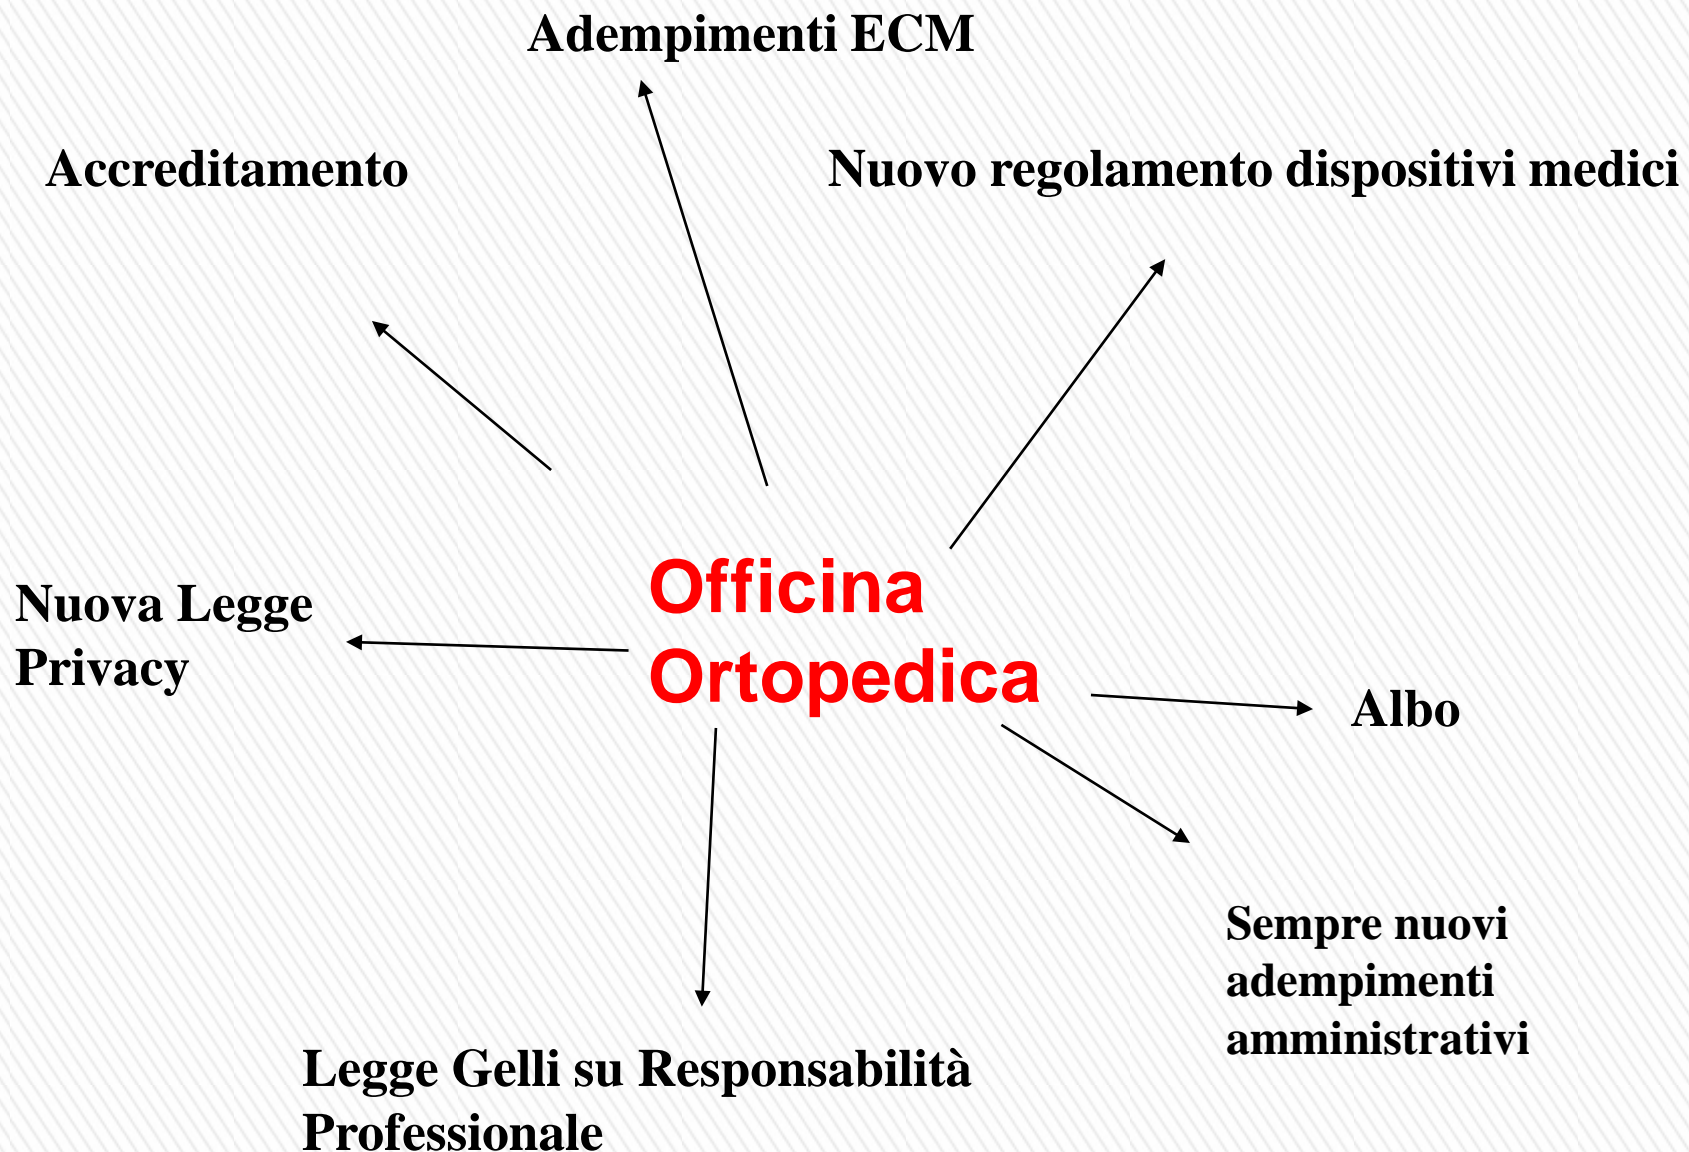 Adempimenti ECM
Accreditamento
Nuovo regolamento dispositivi medici
Officina
Ortopedica
Nuova Legge
Privacy
Albo
Sempre nuovi
adempimenti
amministrativi
Legge Gelli su Responsabilità
Professionale